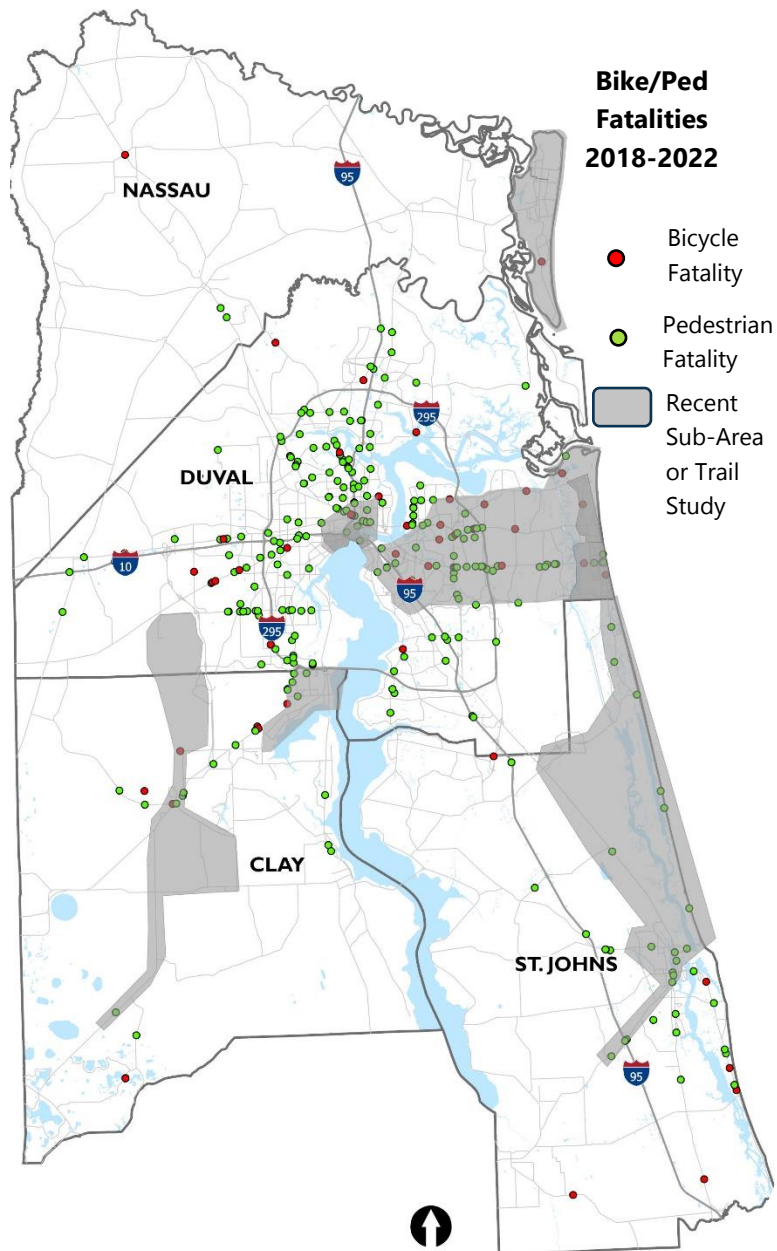 Bike/Ped
Fatalities
2018-2022
Bicycle
Fatality
Pedestrian
Fatality
Recent
Sub-Area
or Trail
Study
NASSAU
95
295
DUVAL
10
95
295
CLAY
ST. JOHNS
95